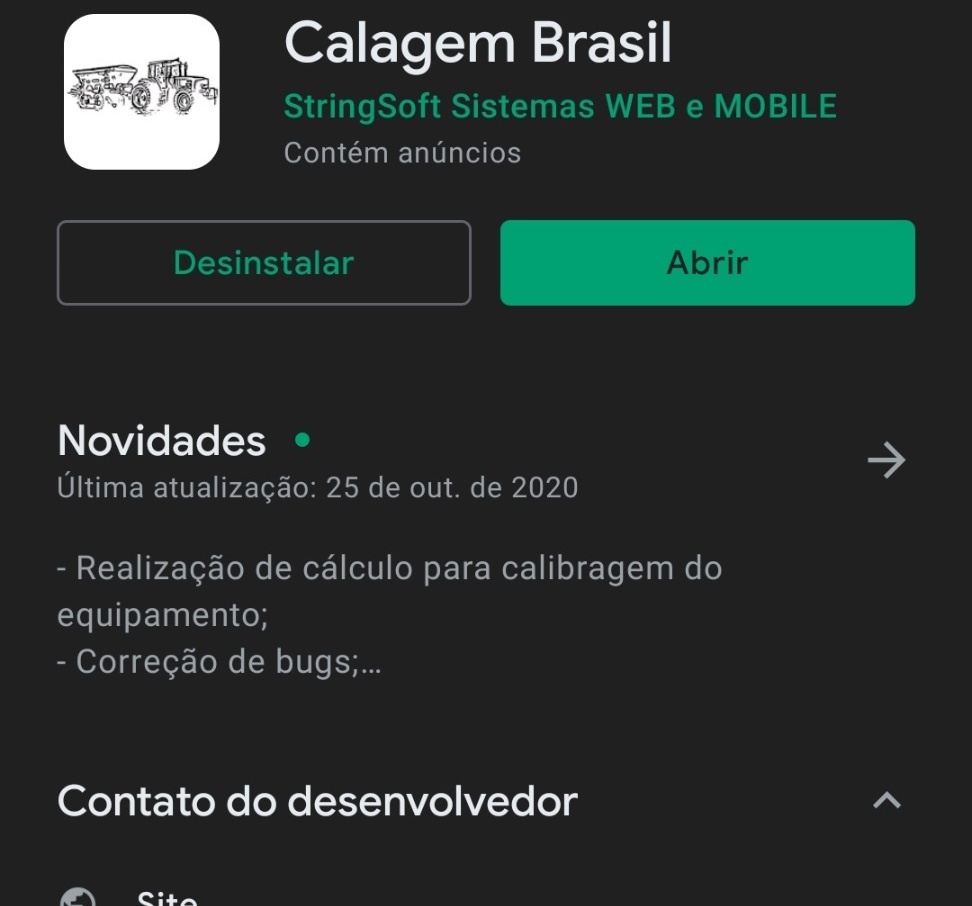 Calagem Brasil
StringSoft Sistemas WEB e MOBILE
Contém anúncios
Desinstalar
Abrir
Novidades
Última atualização: 25 de out. de 2020
- Realização de cálculo para calibragem do
equipamento;
- Correção de bugs;...
Contato do desenvolvedor
Site